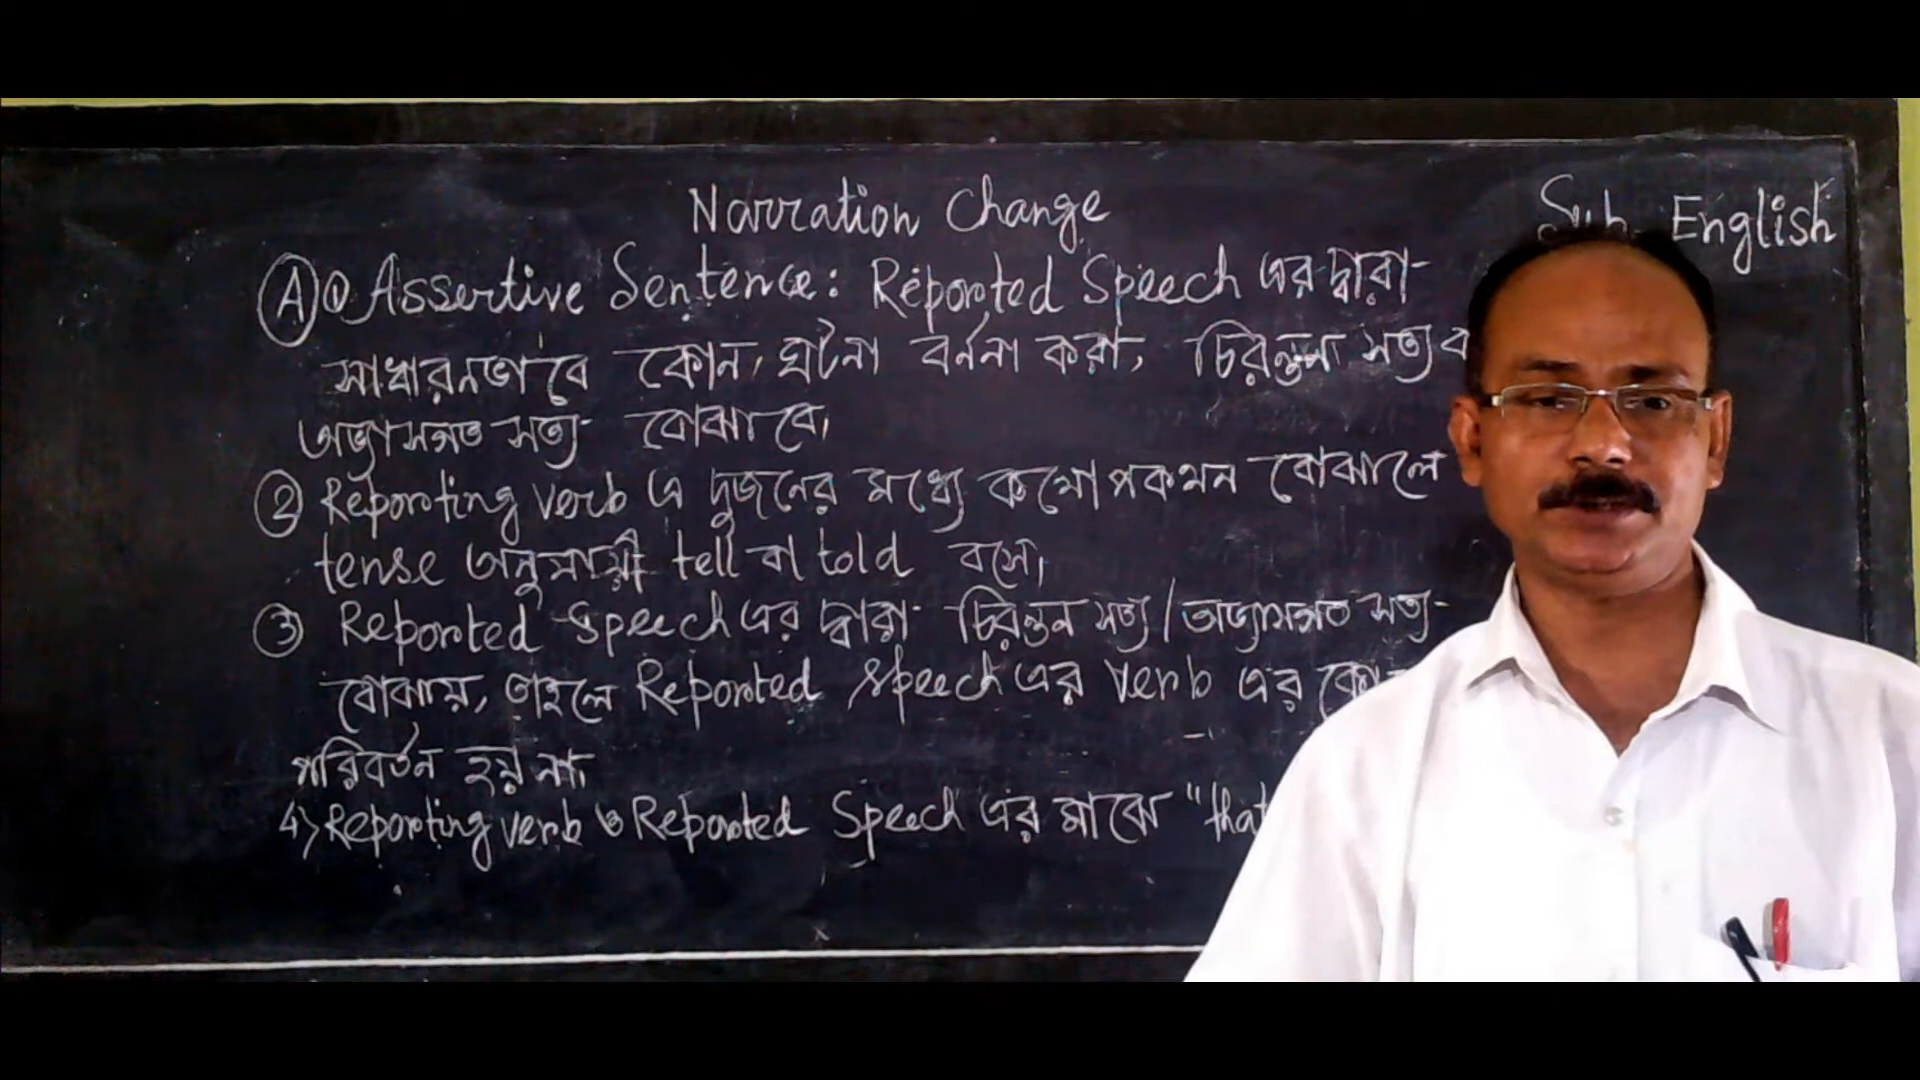 Narration Change
Sub English
Ⓐ ① Assertive Sentence: Reported Speech এর দ্বারা
সাধারনভাবে কোন ঘটনা বর্ননা করা, চিরন্তন সত্য ব
অভ্যাসগত সত্য বোঝাবে।
② Reporting verb এ দুজনের মধ্যে কথোপকথন বোঝালে
tense অনুযায়ী tell বা told বসে।
③ Reported Speech এর দ্বারা চিরন্তন সত্য/অভ্যাসগত সত্য
বোঝায়, তাহলে Reported Speech এর verb এর
পরিবর্তন হয় না।
4) Reporting verb ও Reported Speech এর মাঝে "that